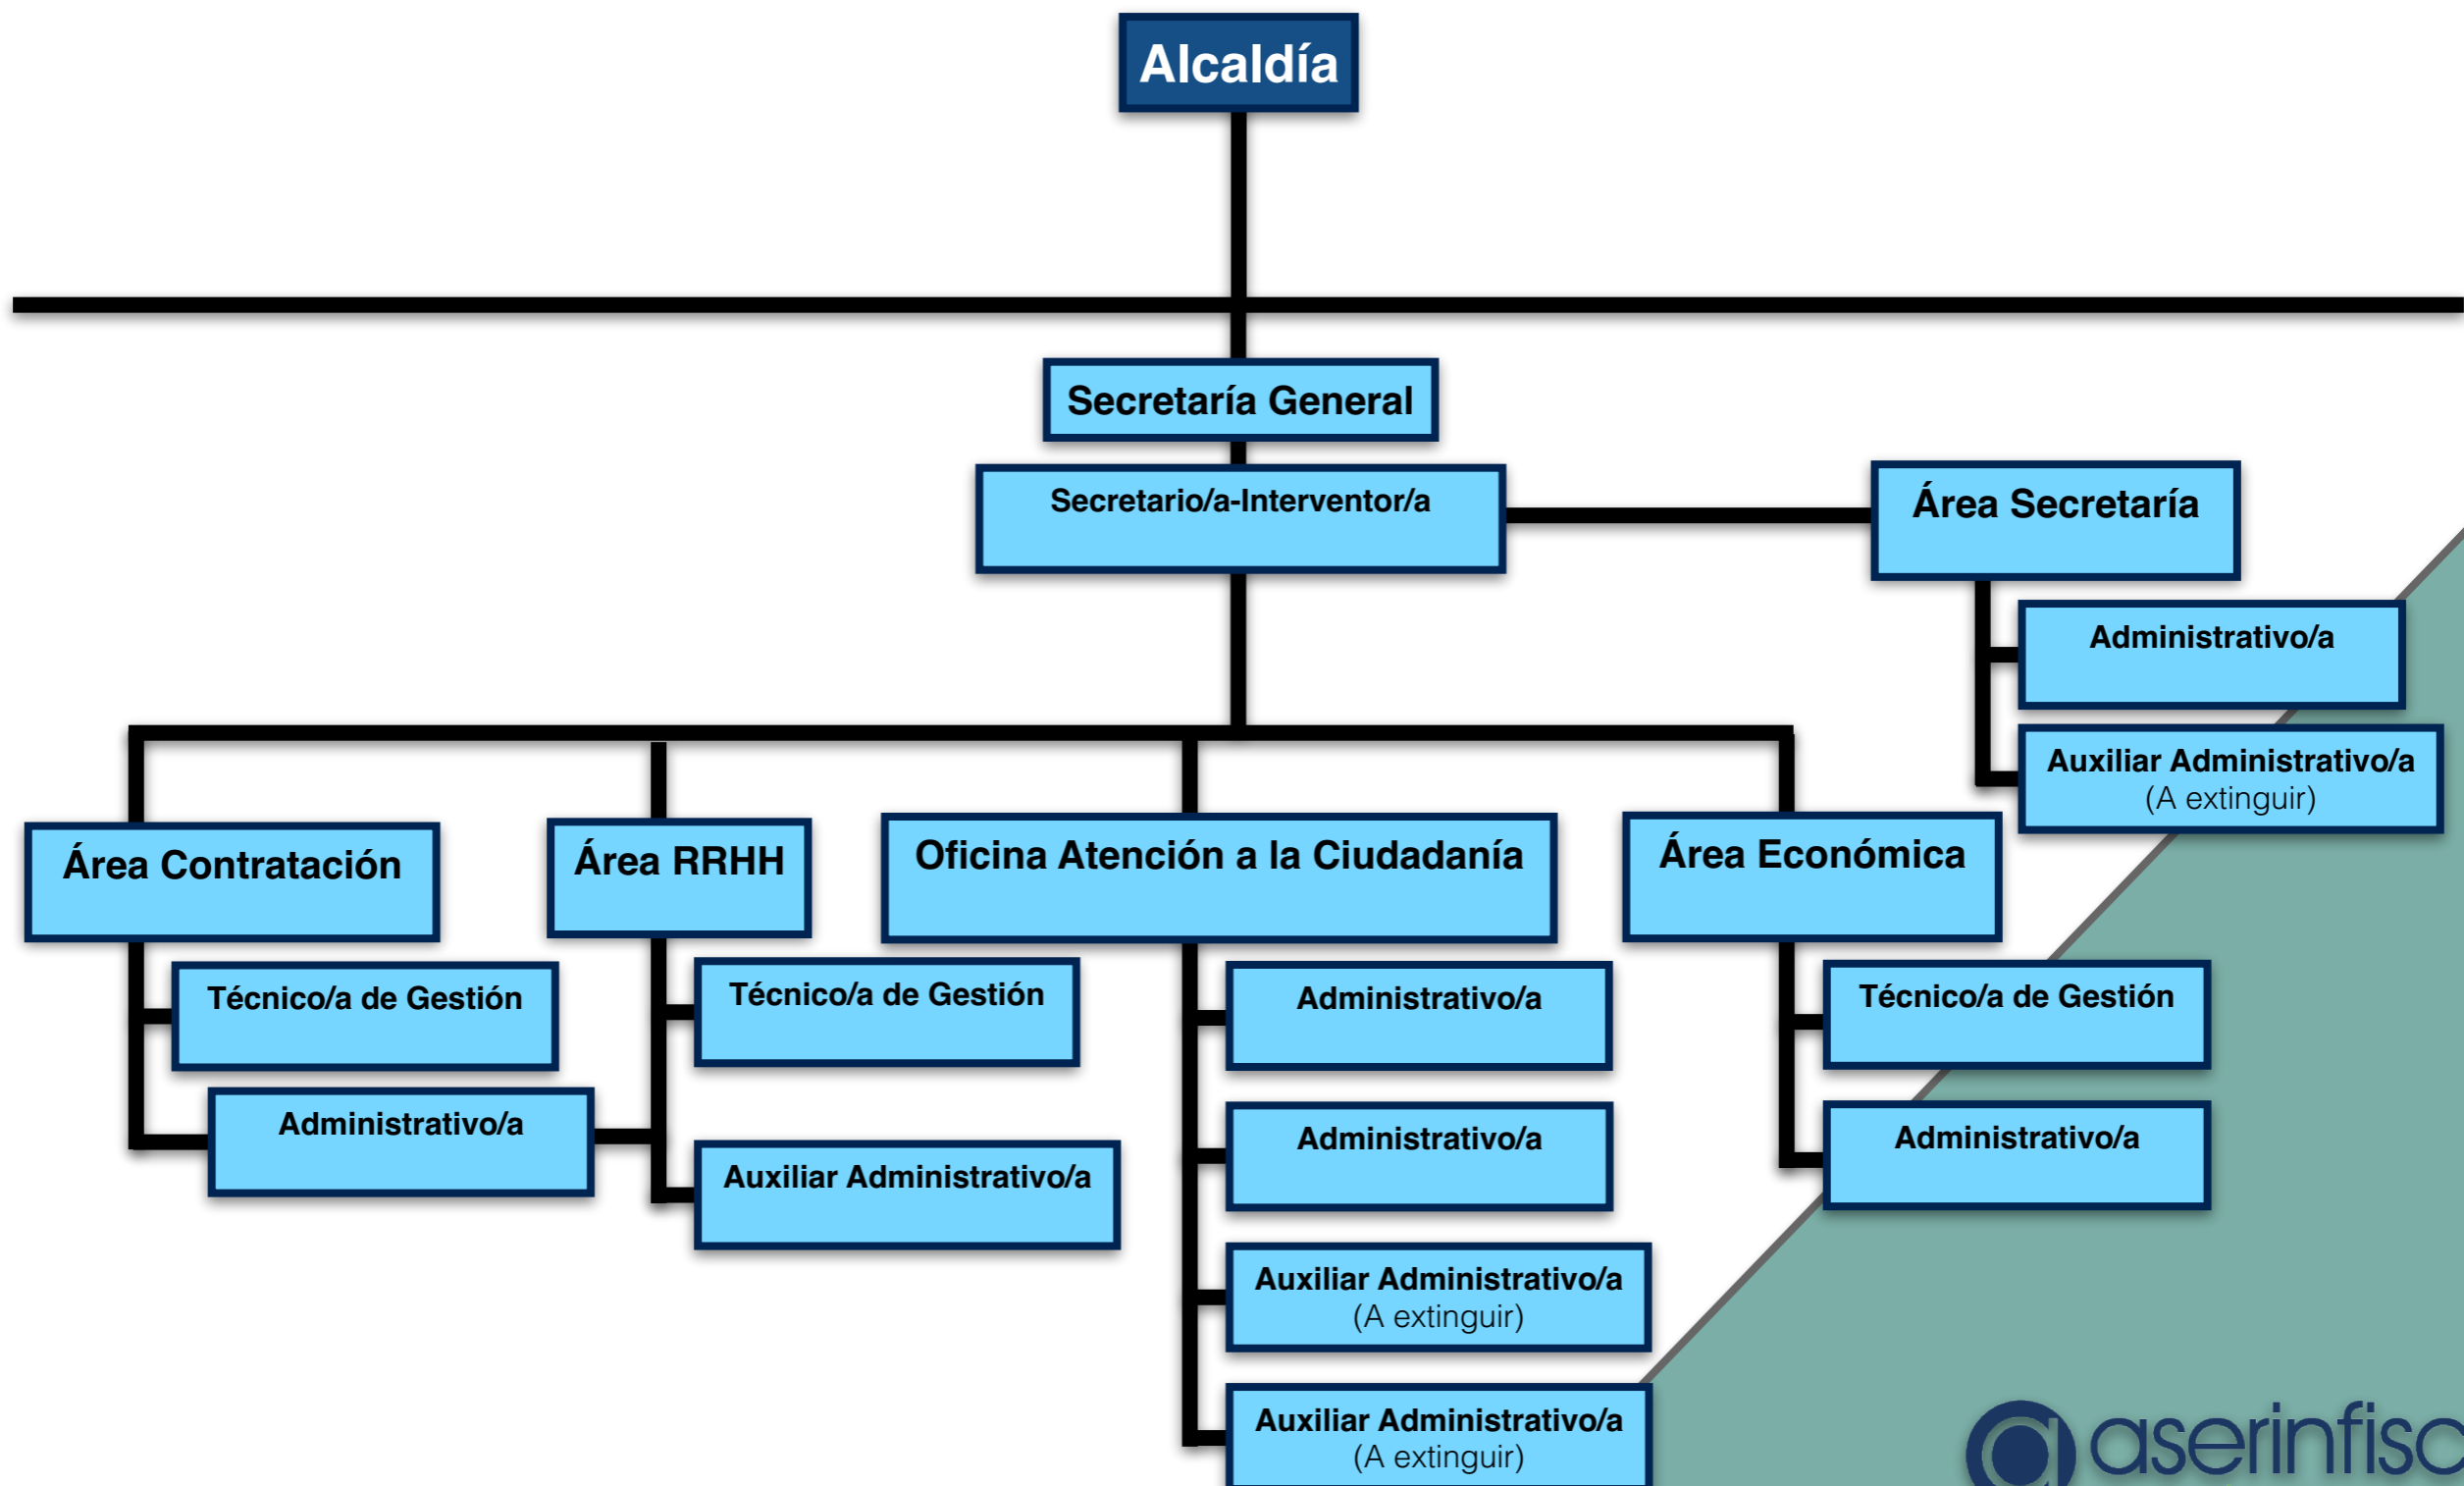 Alcaldía
Secretaría General
Secretario/a-Interventor/a
Área Secretaría
Administrativo/a
Auxiliar Administrativo/a
(A extinguir)
Área Contratación
Técnico/a de Gestión
Administrativo/a
Área RRHH
Técnico/a de Gestión
Auxiliar Administrativo/a
Oficina Atención a la Ciudadanía
Administrativo/a
Administrativo/a
Auxiliar Administrativo/a
(A extinguir)
Auxiliar Administrativo/a
(A extinguir)
Área Económica
Técnico/a de Gestión
Administrativo/a
aserinfisc